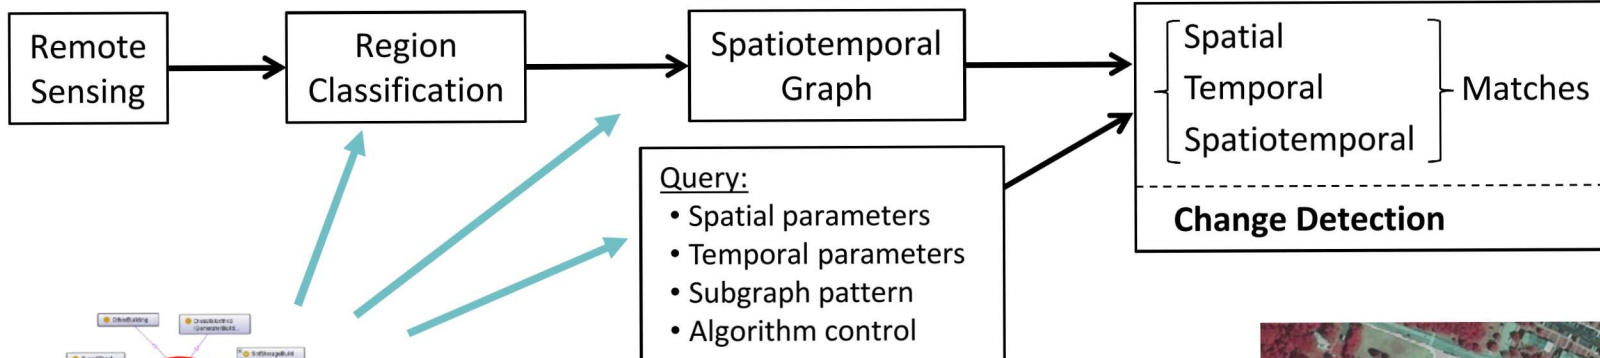 Remote
Sensing
Region
Classification
Spatiotemporal
Graph
Spatial
Temporal
Spatiotemporal
Matches
Change Detection
Query:
• Spatial parameters
• Temporal parameters
• Subgraph pattern
• Algorithm control
OtherBuilding